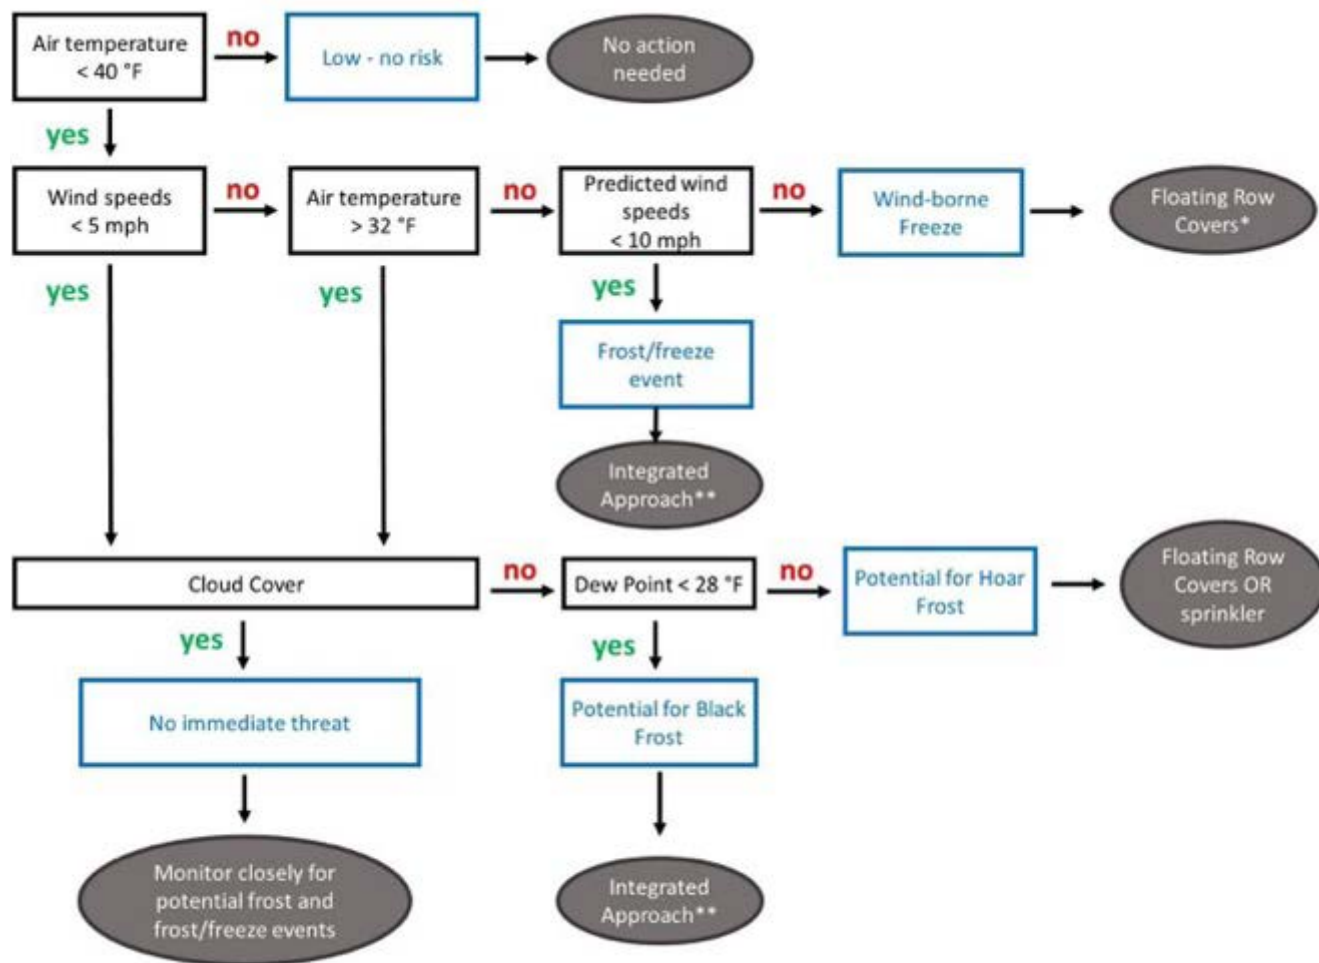 Air temperature
< 40 °F
no
Low - no risk
No action
needed
yes
Wind speeds
< 5 mph
no
Air temperature
> 32 °F
no
Predicted wind
speeds
< 10 mph
no
Wind-borne
Freeze
Floating Row
Covers*
yes
yes
yes
Frost/freeze
event
Integrated
Approach**
Cloud Cover
no
Dew Point < 28 °F
no
Potential for Hoar
Frost
Floating Row
Covers OR
sprinkler
yes
yes
No immediate threat
Potential for Black
Frost
Monitor closely for
potential frost and
frost/freeze events
Integrated
Approach**